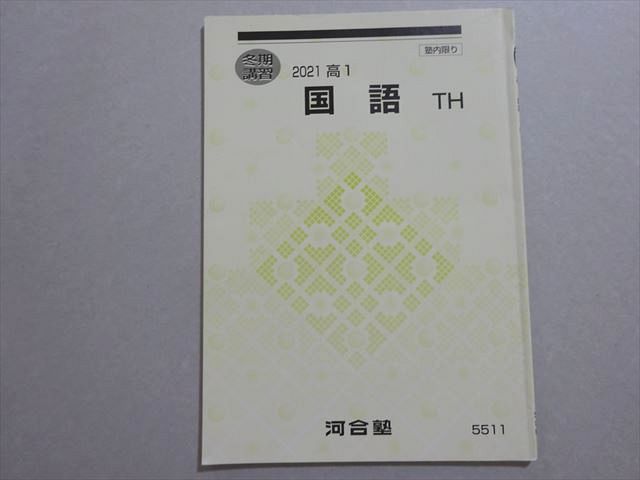 塾内限り
冬期
講習
2021 高1
国語 TH
河合塾
5511